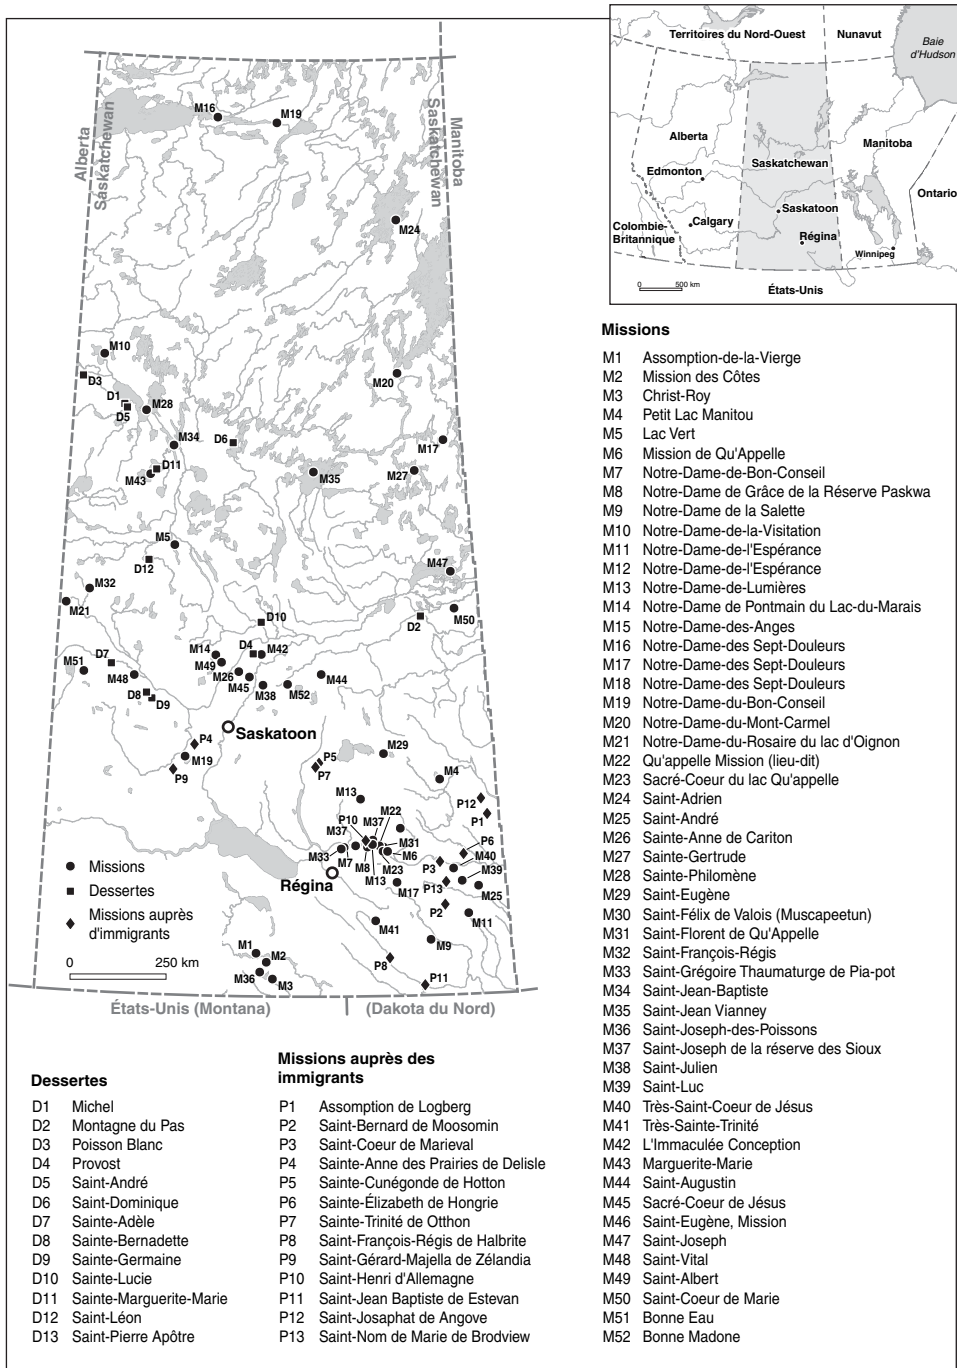 Alberta
Saskatchewan
Saskatchewan
Manitoba
M16
M19
M24
M10
D3
D1
D5
M28
M20
M34
D6
M17
D11
M43
M35
M27
M5
D12
M47
M32
M21
D10
D2
M50
M14
D4
M42
M49
M51
D7
M48
M26
M45
M38
M52
M44
D8
D9
Saskatoon
P4
M19
P9
P5
P7
M29
M4
M13
M22
P12
P1
P10
M37
M37
P6
M31
M33
M7
M8
M6
M40
P3
M23
M39
Régina
M13
M17
P13
M25
P2
M11
M41
M9
M1
M2
P8
M36
M3
P11
Missions
Dessertes
Missions auprès
d'immigrants
0 250 km
États-Unis (Montana)
(Dakota du Nord)
Territoires du Nord-Ouest
Nunavut
Baie
d'Hudson
Alberta
Manitoba
Saskatchewan
Edmonton
Ontario
Saskatoon
Calgary
Colombie-
Britannique
Régina
Winnipeg
0 500 km
États-Unis
Missions
M1 Assomption-de-la-Vierge
M2 Mission des Côtes
M3 Christ-Roy
M4 Petit Lac Manitou
M5 Lac Vert
M6 Mission de Qu'Appelle
M7 Notre-Dame-de-Bon-Conseil
M8 Notre-Dame de Grâce de la Réserve Paskwa
M9 Notre-Dame de la Salette
M10 Notre-Dame-de-la-Visitation
M11 Notre-Dame-de-l'Espérance
M12 Notre-Dame-de-l'Espérance
M13 Notre-Dame-de-Lumières
M14 Notre-Dame de Pontmain du Lac-du-Marais
M15 Notre-Dame-des-Anges
M16 Notre-Dame-des Sept-Douleurs
M17 Notre-Dame-des Sept-Douleurs
M18 Notre-Dame-des Sept-Douleurs
M19 Notre-Dame-du-Bon-Conseil
M20 Notre-Dame-du-Mont-Carmel
M21 Notre-Dame-du-Rosaire du lac d'Oignon
M22 Qu'appelle Mission (lieu-dit)
M23 Sacré-Coeur du lac Qu'appelle
M24 Saint-Adrien
M25 Saint-André
M26 Sainte-Anne de Cariton
M27 Sainte-Gertrude
M28 Sainte-Philomène
M29 Saint-Eugène
M30 Saint-Félix de Valois (Muscapeetun)
M31 Saint-Florent de Qu'Appelle
M32 Saint-François-Régis
M33 Saint-Grégoire Thaumaturge de Pia-pot
M34 Saint-Jean-Baptiste
M35 Saint-Jean Vianney
M36 Saint-Joseph-des-Poissons
M37 Saint-Joseph de la réserve des Sioux
M38 Saint-Julien
M39 Saint-Luc
M40 Très-Saint-Coeur de Jésus
M41 Très-Sainte-Trinité
M42 L'Immaculée Conception
M43 Marguerite-Marie
M44 Saint-Augustin
M45 Sacré-Coeur de Jésus
M46 Saint-Eugène, Mission
M47 Saint-Joseph
M48 Saint-Vital
M49 Saint-Albert
M50 Saint-Coeur de Marie
M51 Bonne Eau
M52 Bonne Madone
Dessertes
D1 Michel
D2 Montagne du Pas
D3 Poisson Blanc
D4 Provost
D5 Saint-André
D6 Saint-Dominique
D7 Sainte-Adèle
D8 Sainte-Bernadette
D9 Sainte-Germaine
D10 Sainte-Lucie
D11 Sainte-Marguerite-Marie
D12 Saint-Léon
D13 Saint-Pierre Apôtre
Missions auprès des
immigrants
P1 Assomption de Logberg
P2 Saint-Bernard de Moosomin
P3 Saint-Coeur de Marieval
P4 Sainte-Anne des Prairies de Delisle
P5 Sainte-Cunégonde de Hotton
P6 Sainte-Élizabeth de Hongrie
P7 Sainte-Trinité de Otthon
P8 Saint-François-Régis de Halbrite
P9 Saint-Gérard-Majella de Zélandia
P10 Saint-Henri d'Allemagne
P11 Saint-Jean Baptiste de Estevan
P12 Saint-Josaphat de Angove
P13 Saint-Nom de Marie de Brodview